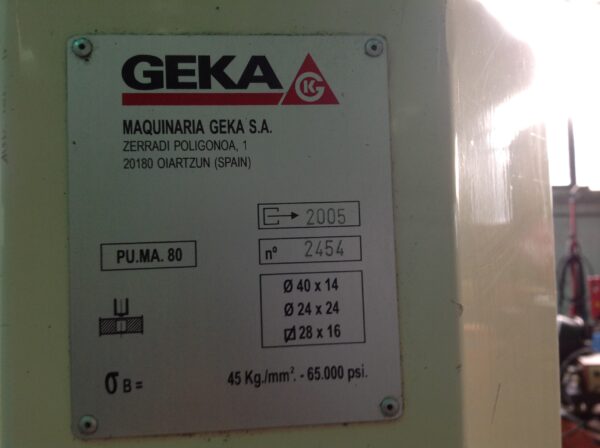 GEKA
GK
MAQUINARIA GEKA S.A.
ZERRADI POLIGONOA, 1
20180 OIARTZUN (SPAIN)
2005
PU.MA. 80
nº 2454
Ø 40 x 14
Ø 24 x 24
28 x 16
σ B = 45 Kg./mm². - 65.000 psi.